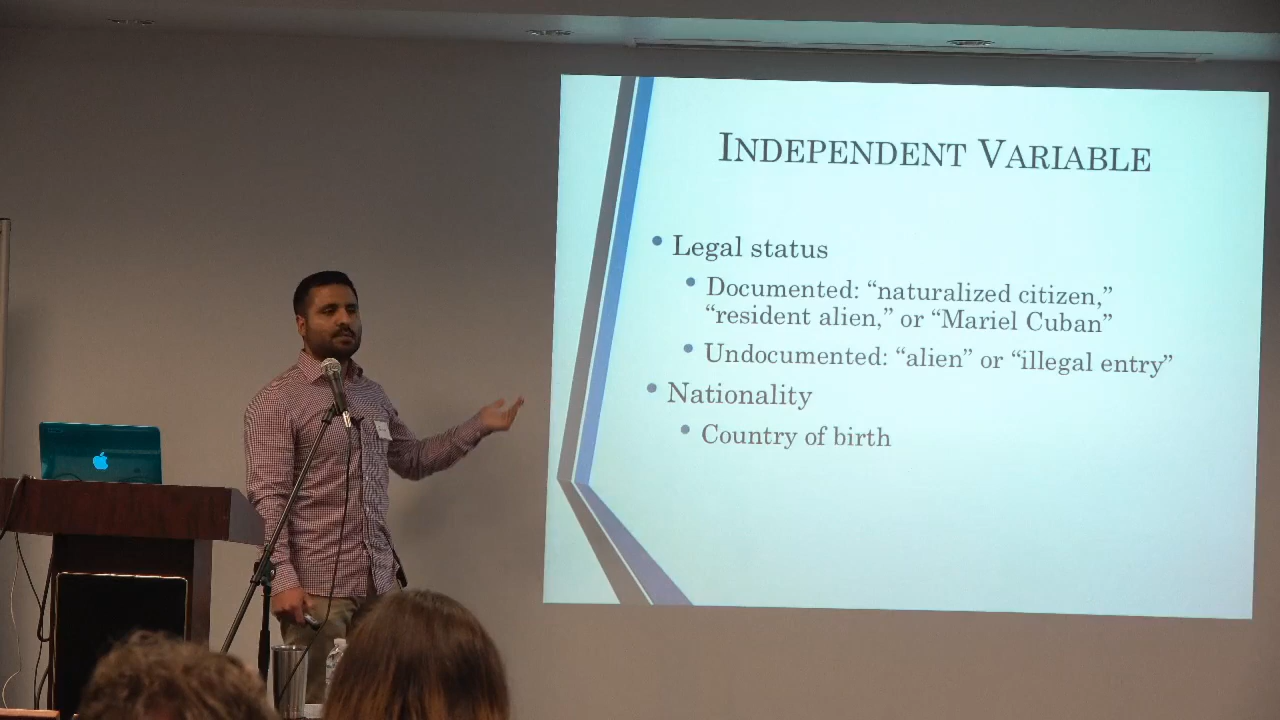 INDEPENDENT VARIABLE
• Legal status
• Documented: “naturalized citizen,”
“resident alien,” or “Mariel Cuban”
• Undocumented: “alien” or “illegal entry”
• Nationality
• Country of birth